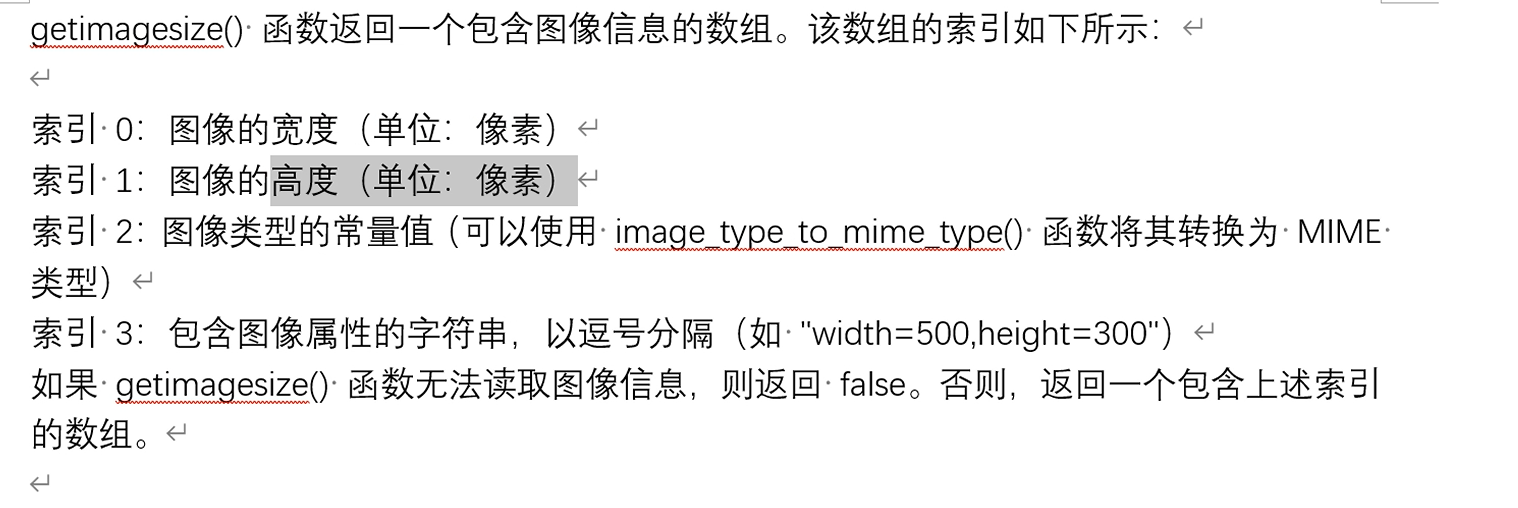 getimagesize() 函数返回一个包含图像信息的数组。该数组的索引如下所示：
索引 0：图像的宽度（单位：像素）
索引 1：图像的高度（单位：像素）
索引 2：图像类型的常量值（可以使用 image_type_to_mime_type() 函数将其转换为 MIME
类型）
索引 3：包含图像属性的字符串，以逗号分隔（如 "width=500,height=300"）
如果 getimagesize() 函数无法读取图像信息，则返回 false。否则，返回一个包含上述索引
的数组。